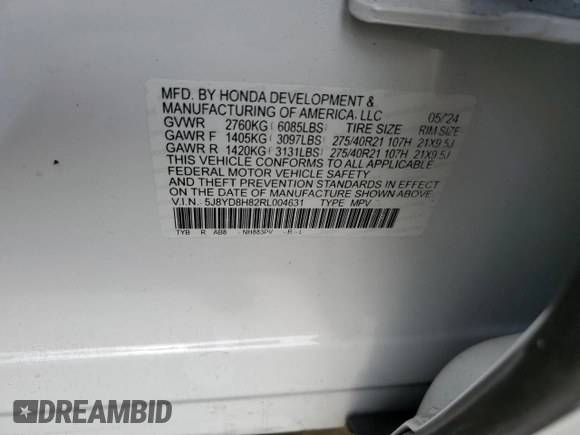 MFD. BY HONDA DEVELOPMENT &
MANUFACTURING OF AMERICA, LLC 05/24
GVWR 2760KG ( 6085LBS ) TIRE SIZE RIM SIZE
GAWR F 1405KG ( 3097LBS ) 275/40R21 107H 21X9.5J
GAWR R 1420KG ( 3131LBS ) 275/40R21 107H 21X9.5J
THIS VEHICLE CONFORMS TO ALL APPLICABLE
FEDERAL MOTOR VEHICLE SAFETY
AND THEFT PREVENTION STANDARDS IN EFFECT
ON THE DATE OF MANUFACTURE SHOWN ABOVE.
V.I.N.: 5J8YD8H82RL004631 TYPE: MPV
TYB R AB8 -NH883PV -R -L
DREAMBID